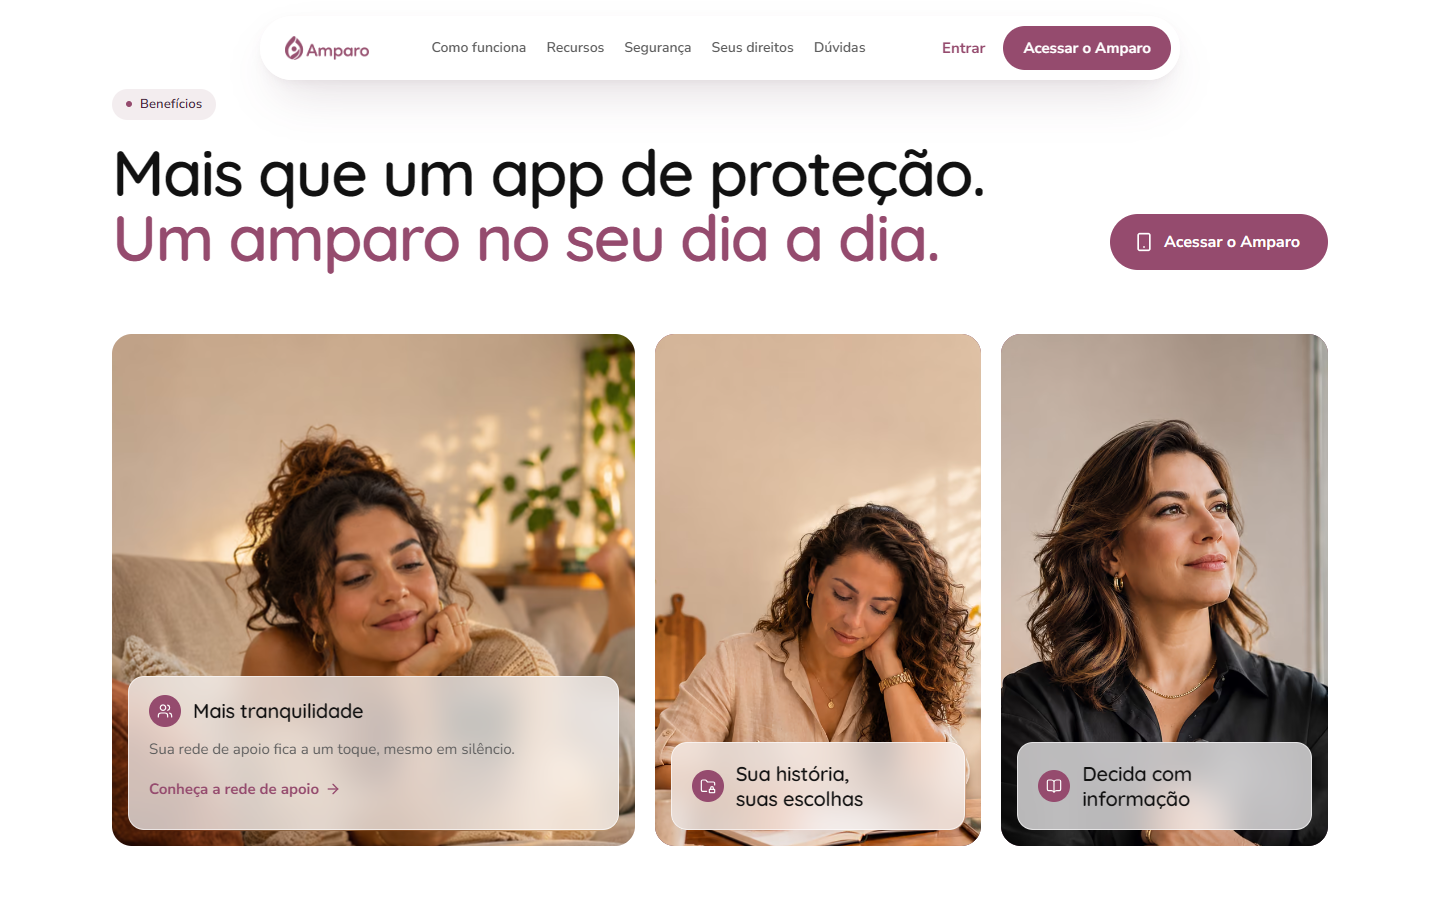 Amparo
Como funciona
Recursos
Segurança
Seus direitos
Dúvidas
Entrar
Acessar o Amparo
Benefícios
Mais que um app de proteção.
Um amparo no seu dia a dia.
Acessar o Amparo
Mais tranquilidade
Sua rede de apoio fica a um toque, mesmo em silêncio.
Conheça a rede de apoio
Sua história,
suas escolhas
Decida com
informação